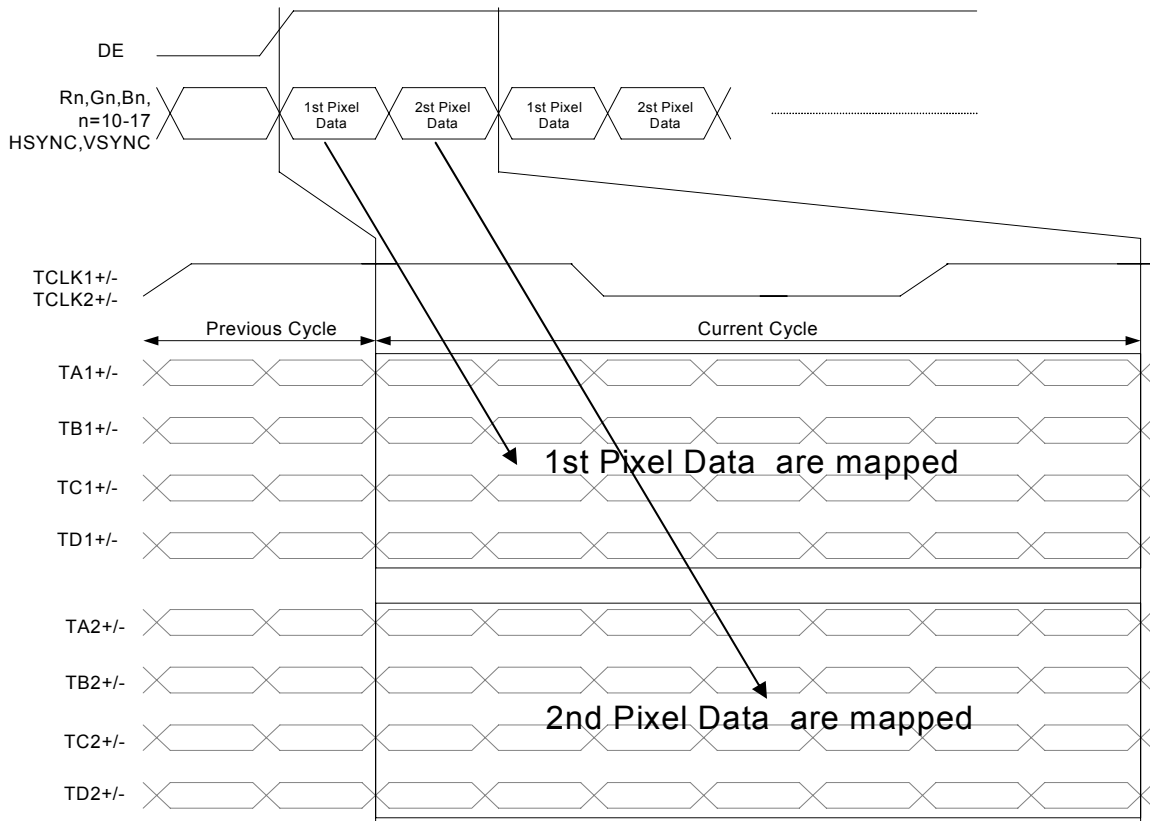 DE
Rn,Gn,Bn,
n=10-17
HSYNC,VSYNC
1st Pixel
Data
2st Pixel
Data
1st Pixel
Data
2st Pixel
Data
TCLK1+/-
TCLK2+/-
Previous Cycle
Current Cycle
TA1+/-
TB1+/-
1st Pixel Data are mapped
TC1+/-
TD1+/-
TA2+/-
TB2+/-
2nd Pixel Data are mapped
TC2+/-
TD2+/-